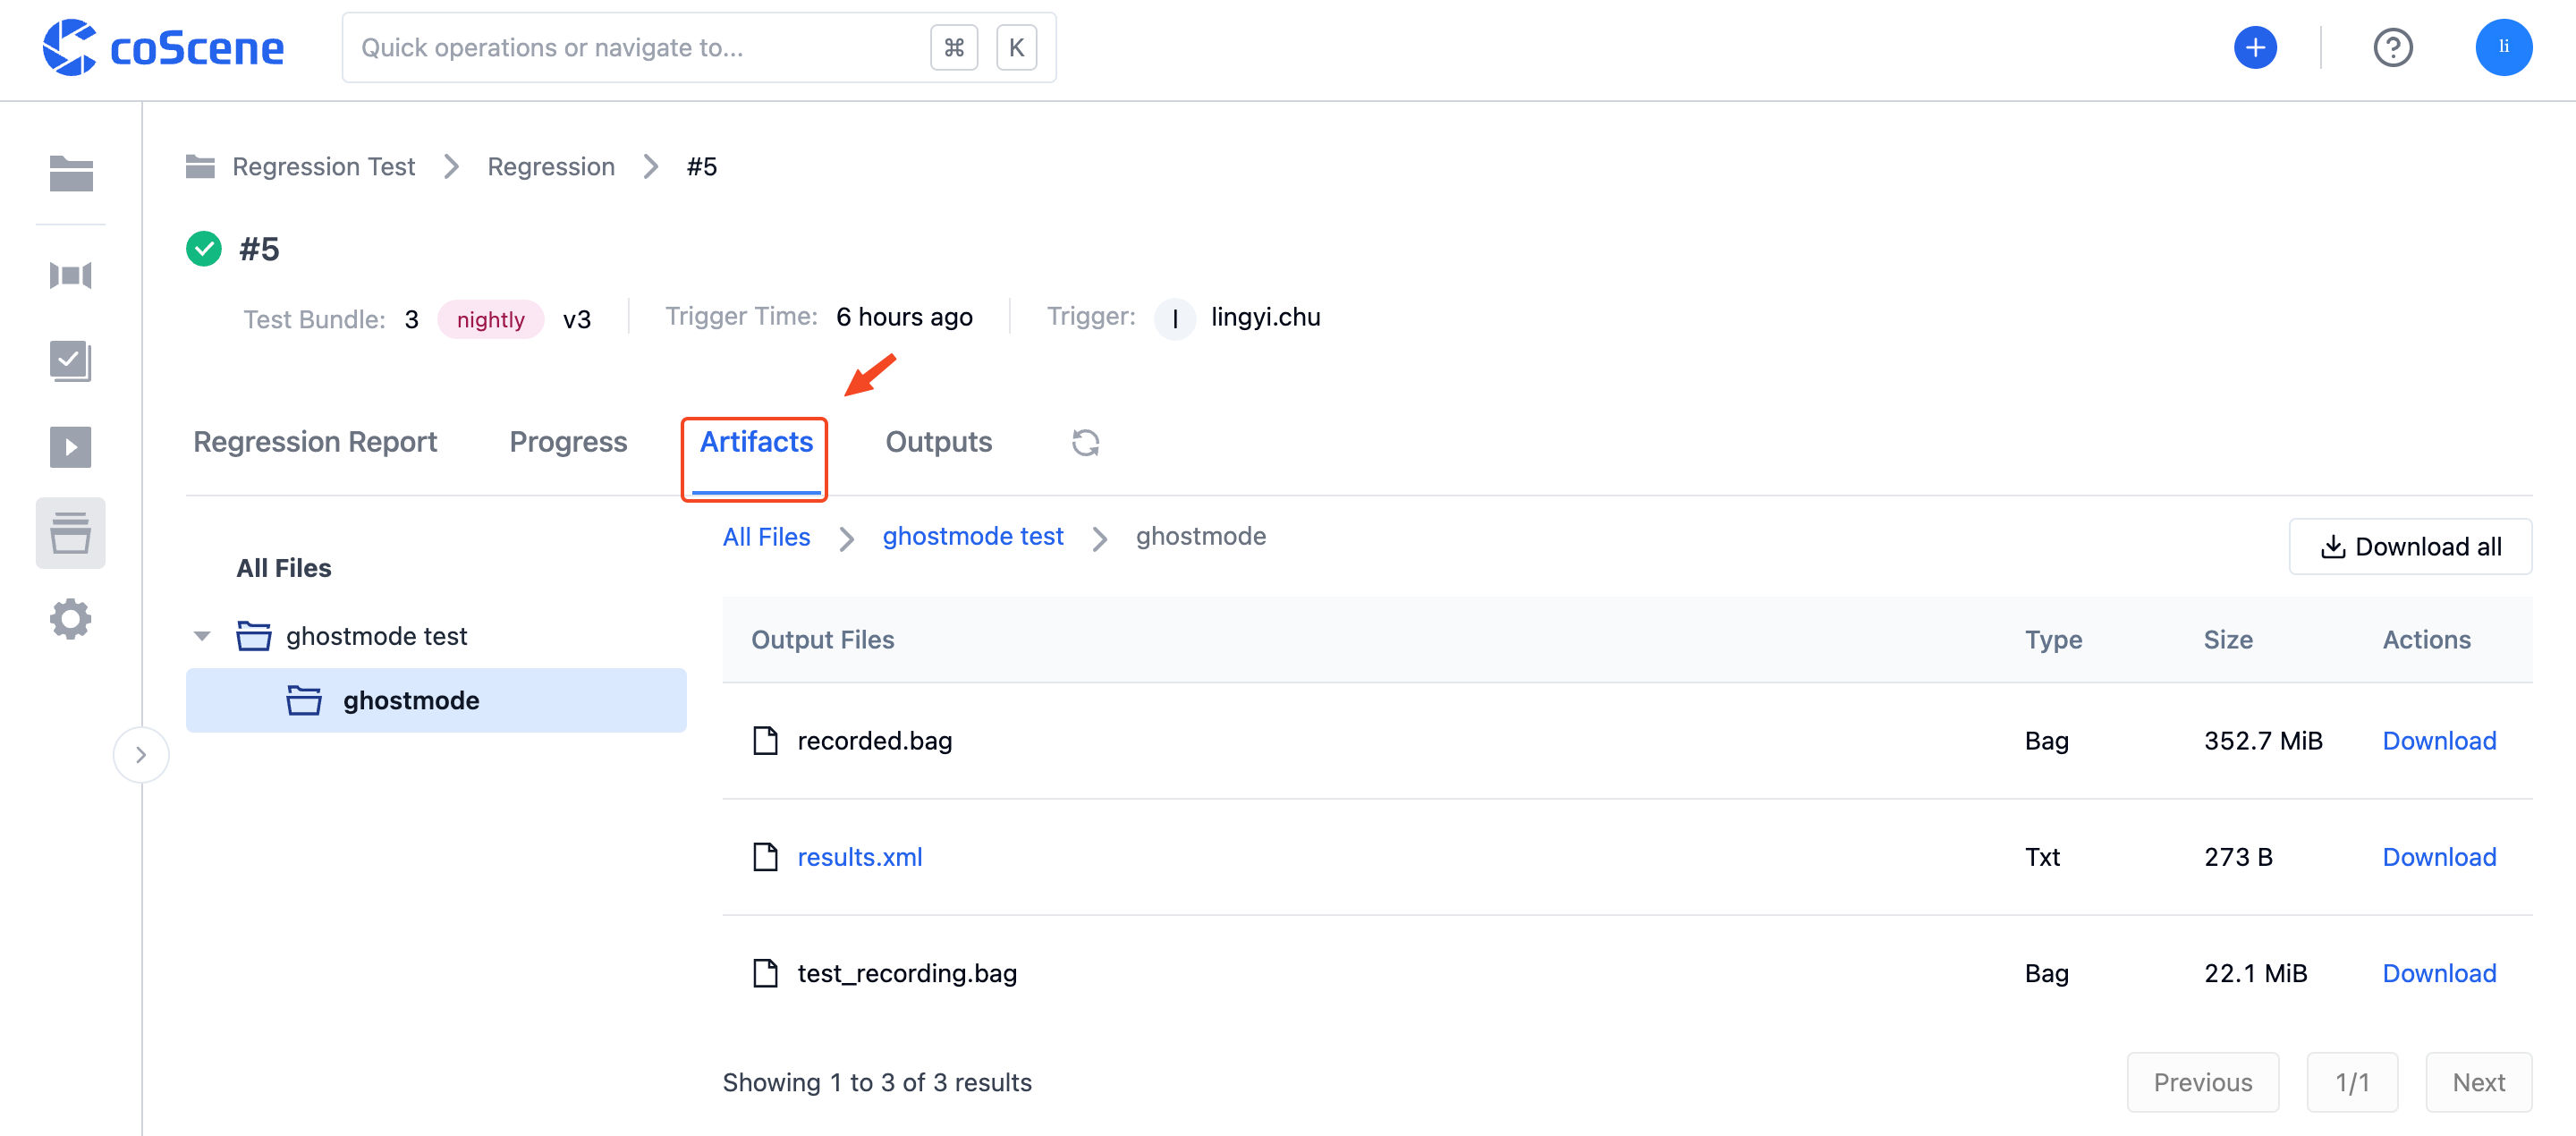 coScene
Quick operations or navigate to... ⌘ K
li
Regression Test > Regression > #5
#5
Test Bundle: 3 nightly v3 Trigger Time: 6 hours ago Trigger: l lingyi.chu
Regression Report Progress Artifacts Outputs
All Files > ghostmode test > ghostmode
Download all
All Files
ghostmode test
ghostmode
Output Files Type Size Actions
recorded.bag Bag 352.7 MiB Download
results.xml Txt 273 B Download
test_recording.bag Bag 22.1 MiB Download
Showing 1 to 3 of 3 results
Previous 1/1 Next